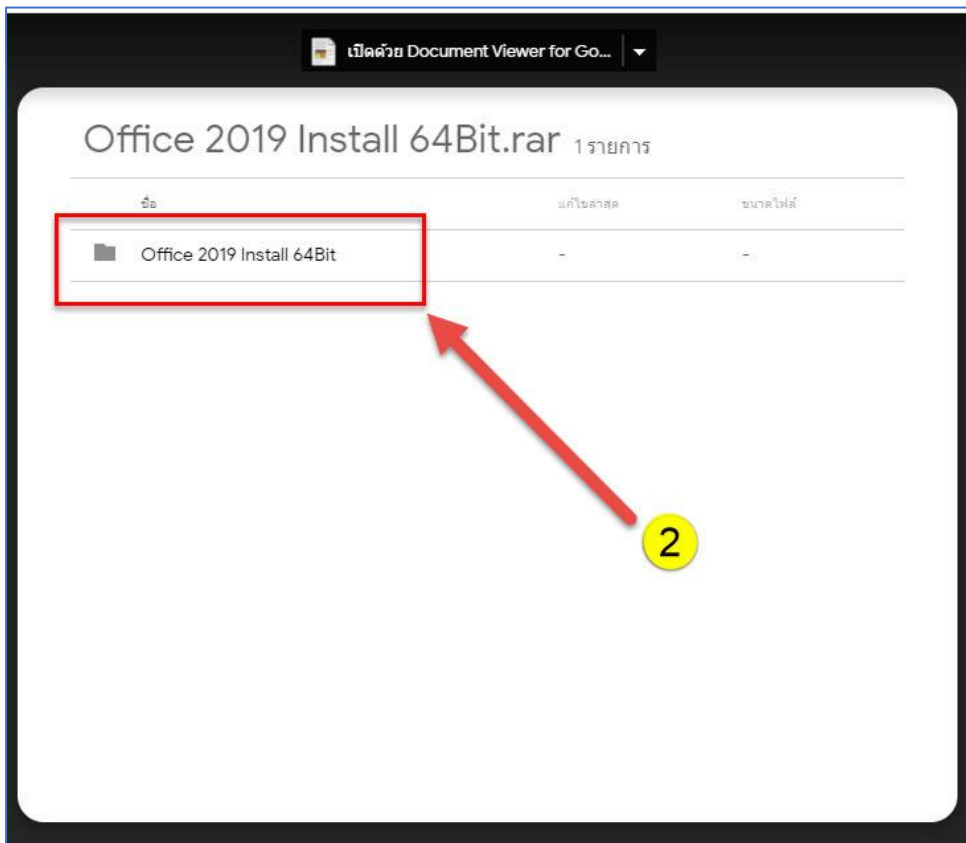 เปิดด้วย Document Viewer for Go...
Office 2019 Install 64Bit.rar 1 รายการ
ชื่อ แก้ไขล่าสุด ขนาดไฟล์
Office 2019 Install 64Bit - -
2